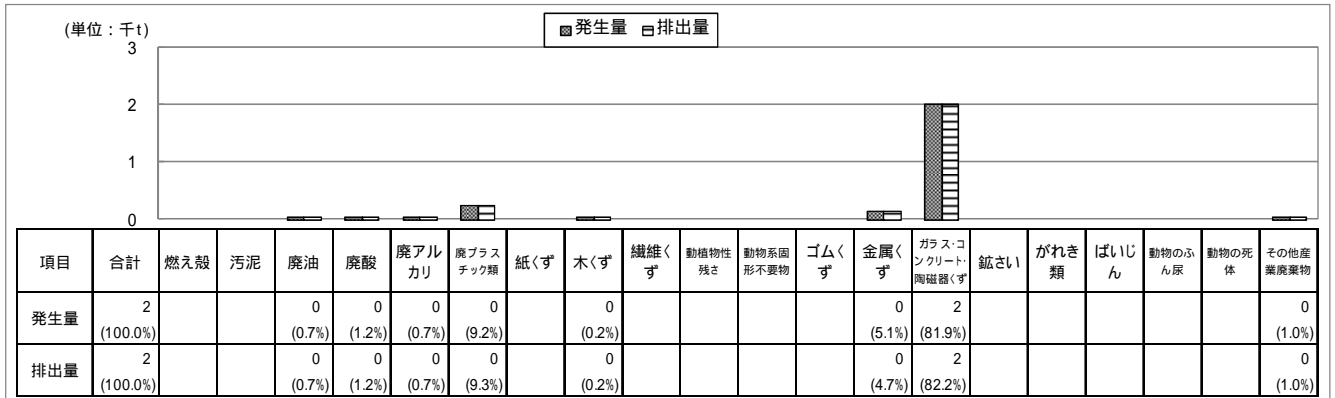 (単位：千t)
発生量 排出量
3
2
1
0
項目 合計 燃え殻 汚泥 廃油 廃酸 廃アルカリ 廃プラスチック類 紙くず 木くず 繊維くず 動植物性残さ 動物系固形不要物 ゴムくず 金属くず ガラス・コンクリート・陶磁器くず 鉱さい がれき類 ばいじん 動物のふん尿 動物の死体 その他産業廃棄物
発生量 2 0 0 0 0 0 0 2 0
(100.0%) (0.7%) (1.2%) (0.7%) (9.2%) (0.2%) (5.1%) (81.9%) (1.0%)
排出量 2 0 0 0 0 0 0 2 0
(100.0%) (0.7%) (1.2%) (0.7%) (9.3%) (0.2%) (4.7%) (82.2%) (1.0%)